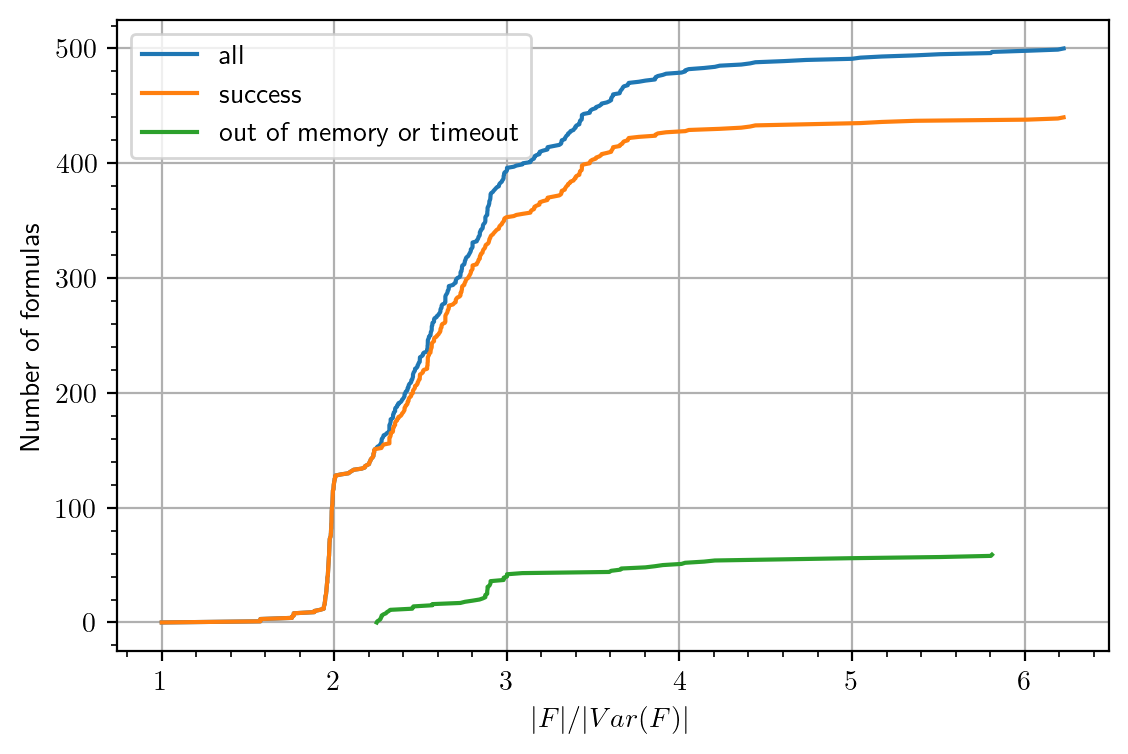 all
success
out of memory or timeout
Number of formulas
500
400
300
200
100
0
1 2 3 4 5 6
|F|/|Var(F)|